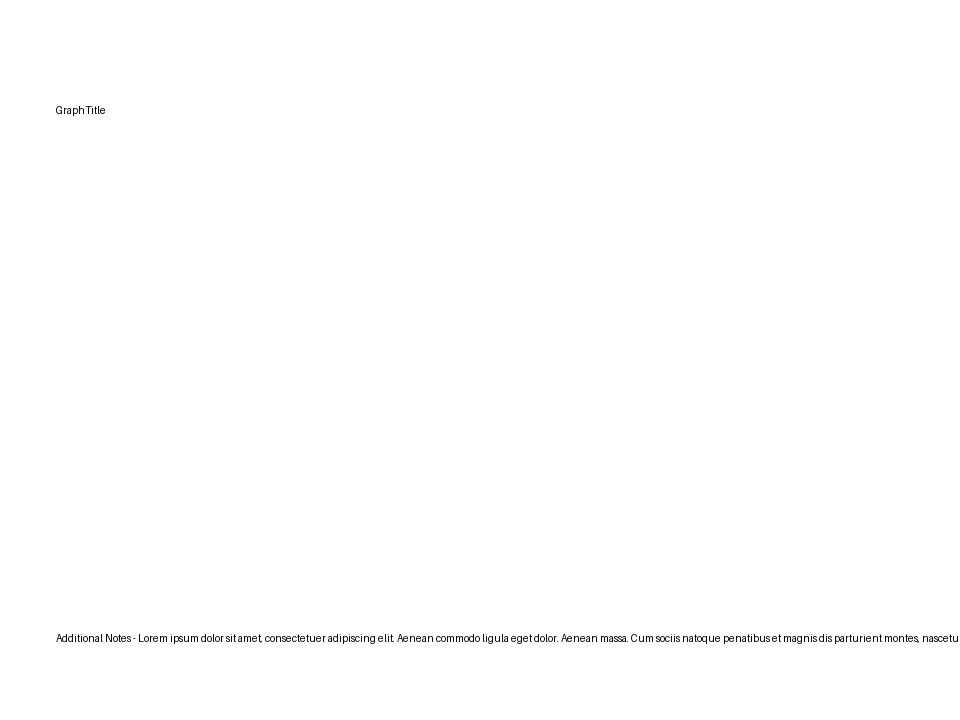 Graph Title
Additional Notes - Lorem ipsum dolor sit amet, consectetuer adipiscing elit. Aenean commodo ligula eget dolor. Aenean massa. Cum sociis natoque penatibus et magnis dis parturient montes, nascetu